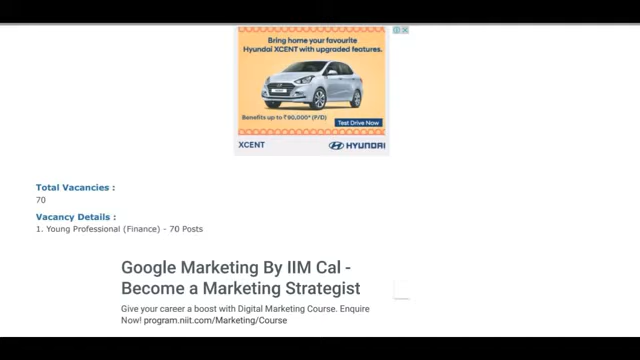 Bring home your favourite
Hyundai XCENT with upgraded features.
Benefits up to ₹90,000* (P/D)
Test Drive Now
XCENT
HYUNDAI
Total Vacancies :
70
Vacancy Details :
1. Young Professional (Finance) - 70 Posts
Google Marketing By IIM Cal -
Become a Marketing Strategist
Give your career a boost with Digital Marketing Course. Enquire
Now! program.niit.com/Marketing/Course